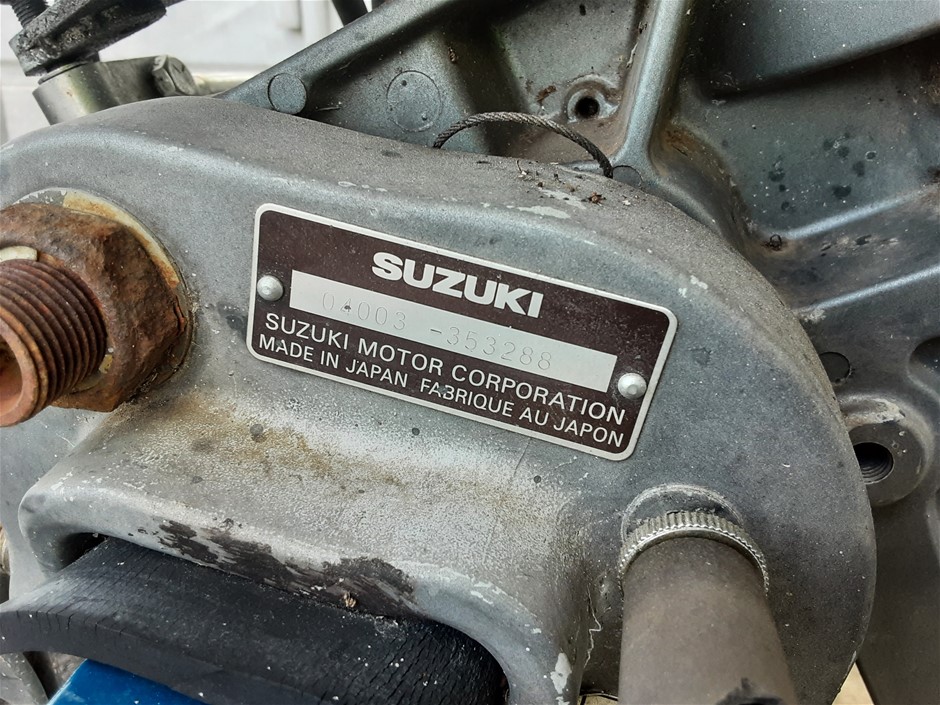 SUZUKI
04003 -353288
SUZUKI MOTOR CORPORATION
MADE IN JAPAN FABRIQUE AU JAPON